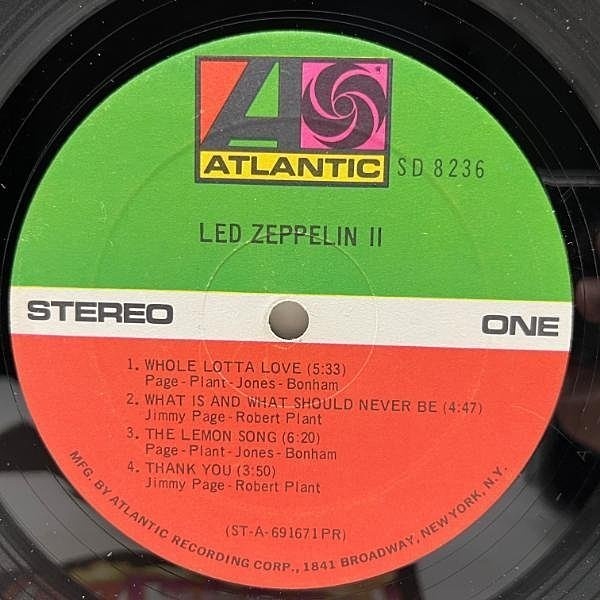 ATLANTIC
SD 8236
LED ZEPPELIN II
STEREO
ONE
1. WHOLE LOTTA LOVE (5:33)
Page-Plant-Jones-Bonham
2. WHAT IS AND WHAT SHOULD NEVER BE (4:47)
Jimmy Page-Robert Plant
3. THE LEMON SONG (6:20)
Page-Plant-Jones-Bonham
4. THANK YOU (3:50)
Jimmy Page-Robert Plant
(ST-A-691671PR)
MFG. BY ATLANTIC RECORDING CORP., 1841 BROADWAY, NEW YORK, N.Y.